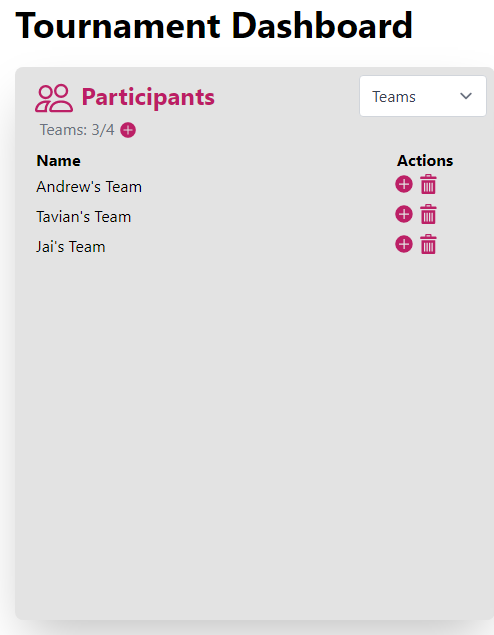 Tournament Dashboard
Participants
Teams
Teams: 3/4
Name Actions
Andrew's Team
Tavian's Team
Jai's Team